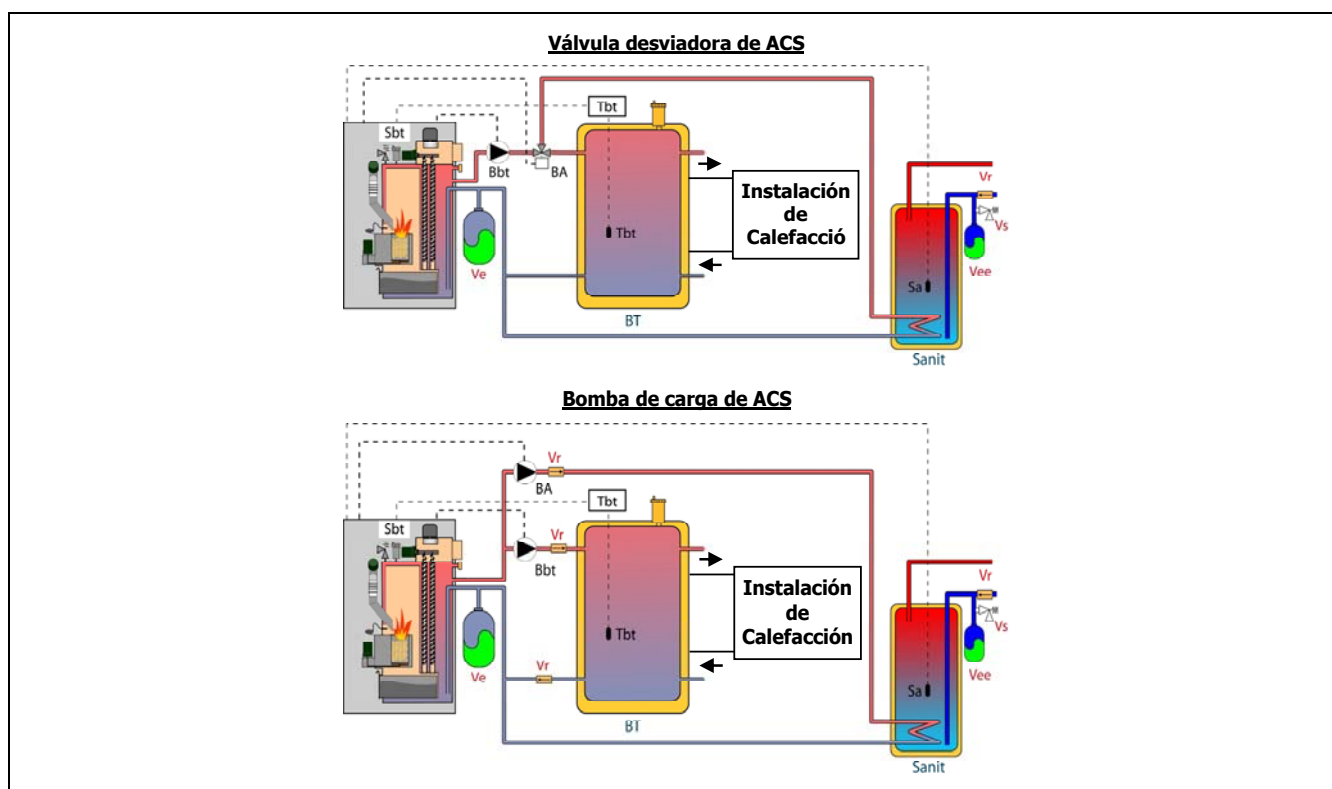 Válvula desviadora de ACS
Tbt
Sbt
Bbt
BA
Ve
Tbt
BT
Instalación
de
Calefacció
Vr
Vs
Vee
Sa
Sanit
Bomba de carga de ACS
Vr
BA
Tbt
Sbt
Vr
Bbt
Ve
Tbt
Vr
BT
Instalación
de
Calefacción
Vr
Vs
Vee
Sa
Sanit